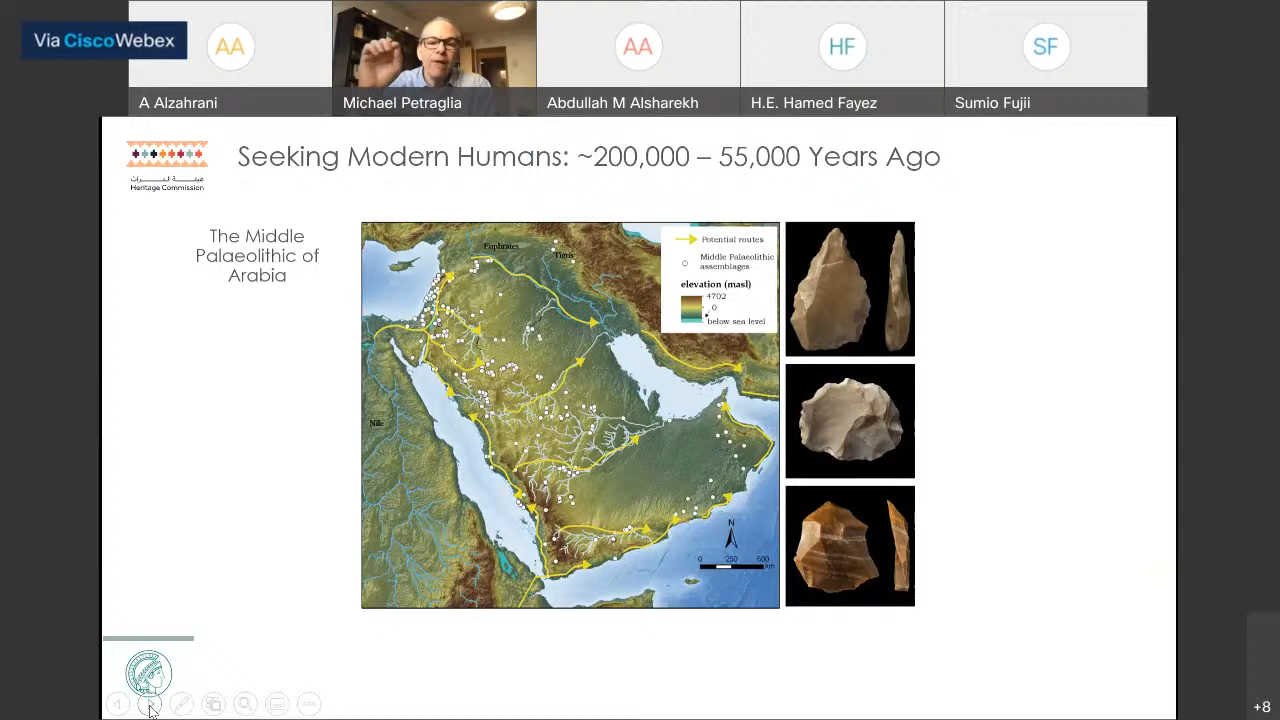 Via CiscoWebex
AA
AA
HF
SF
A Alzahrani
Michael Petraglia
Abdullah M Alsharekh
H.E. Hamed Fayez
Sumio Fujii
هيئة التراث
Heritage Commission
Seeking Modern Humans: ~200,000 – 55,000 Years Ago
The Middle
Palaeolithic of
Arabia
Euphrates
Tigris
Nile
Potential routes
Middle Palaeolithic
assemblages
elevation (masl)
4702
0
below sea level
N
0 250 500
km
+8